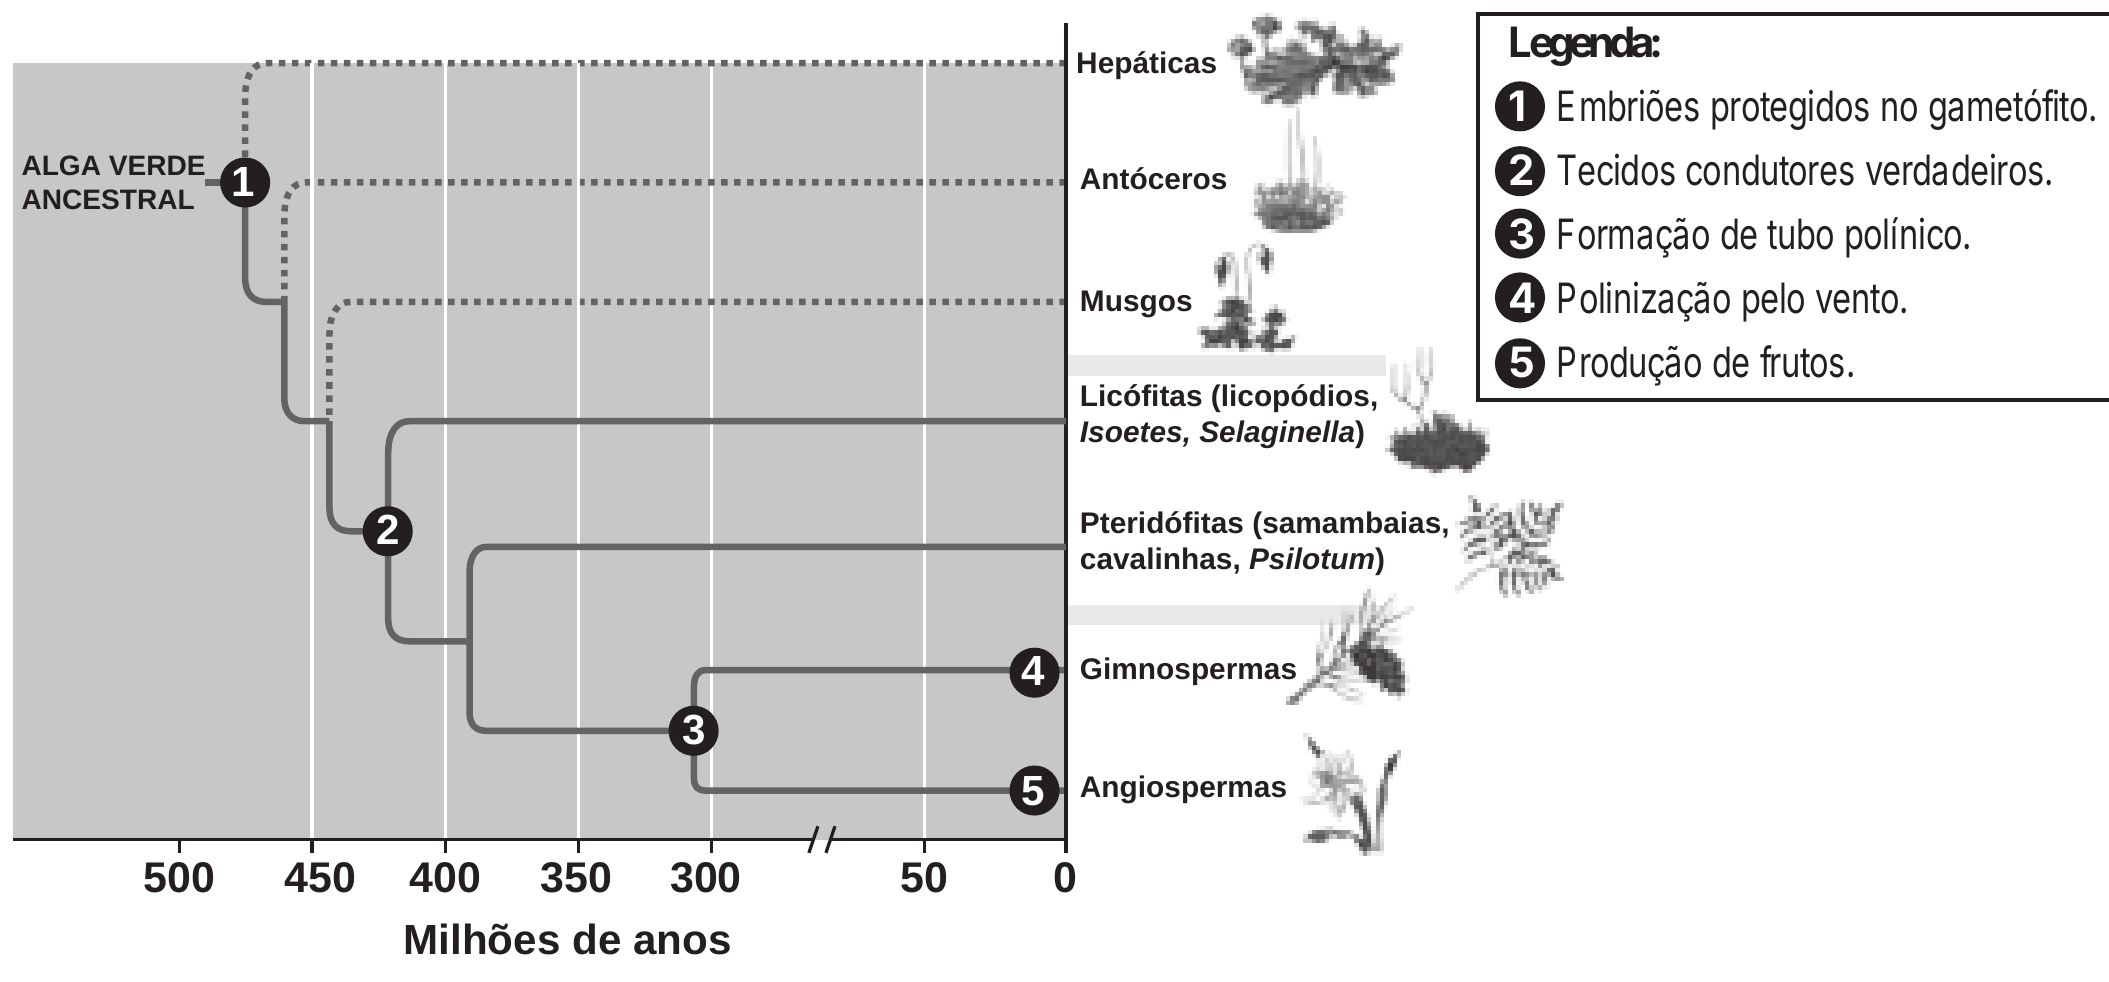 Hepáticas
ALGA VERDE
ANCESTRAL
1
Antóceros
Musgos
Licófitas (licopódios,
Isoetes, Selaginella)
2
Pteridófitas (samambaias,
cavalinhas, Psilotum)
4
Gimnospermas
3
5
Angiospermas
500 450 400 350 300 50 0
Milhões de anos
Legenda:
1 Embriões protegidos no gametófito.
2 Tecidos condutores verdadeiros.
3 Formação de tubo polínico.
4 Polinização pelo vento.
5 Produção de frutos.